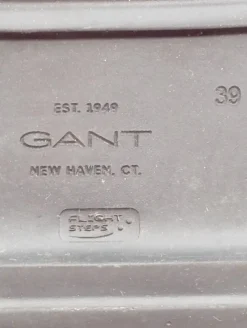 39
EST. 1949
GANT
NEW HAVEN, CT.
FLIGHT
STEPS